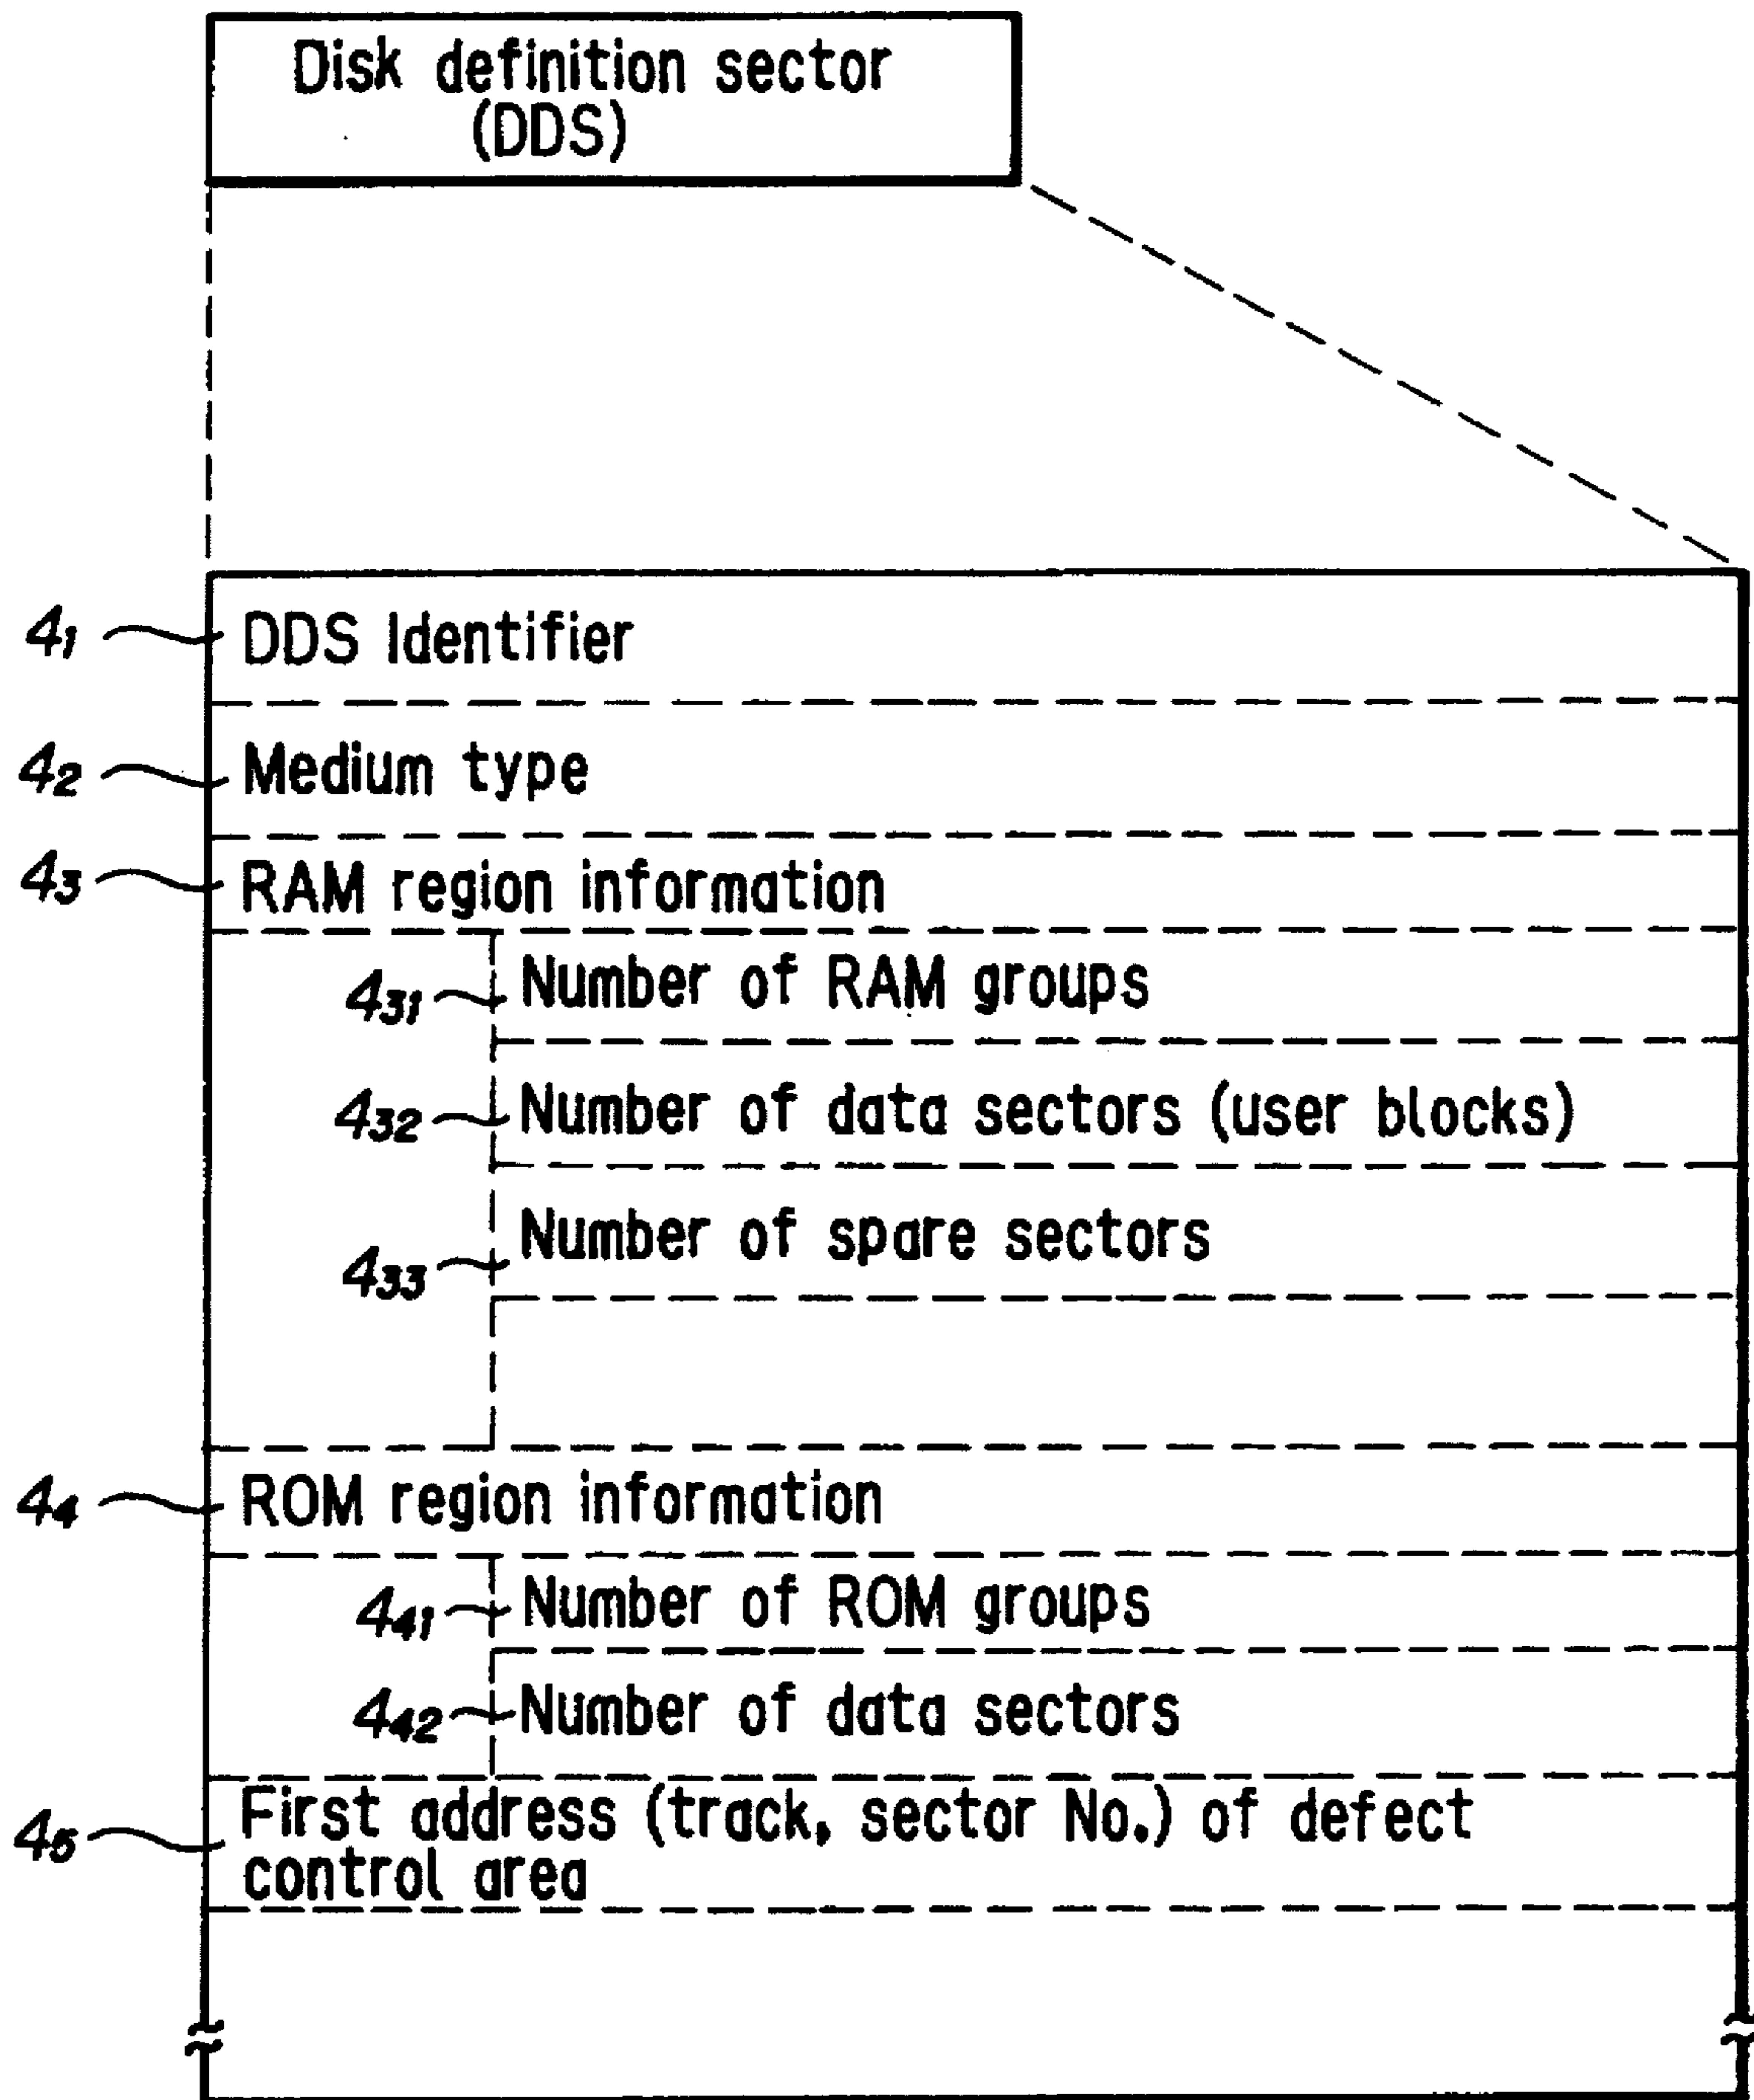 Disk definition sector
(DDS)
4₁ DDS Identifier
4₂ Medium type
4₃ RAM region information
4₃₁ Number of RAM groups
4₃₂ Number of data sectors (user blocks)
4₃₃ Number of spare sectors
4₄ ROM region information
4₄₁ Number of ROM groups
4₄₂ Number of data sectors
4₅ First address (track, sector No.) of defect
control area